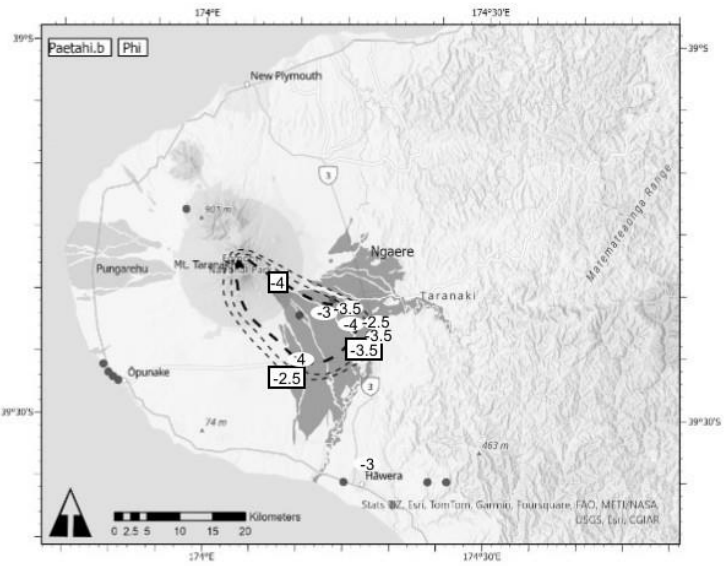 174°E 174°30'E
39°S 39°S
Paetahi.b Phi
New Plymouth
3
Matemateaonga Range
Ngaere
Pungarehu Mt. Taranaki
-4
Taranaki
-3 -3.5
-4 -2.5
-3.5
-3.5
-4
-2.5
Ōpunake
3
39°30'S 39°30'S
74 m
463 m
-3
Hāwera
Stats NZ, Esri, TomTom, Garmin, Foursquare, FAO, METI/NASA,
USGS, Esri, CGIAR
Kilometers
0 2.5 5 10 15 20
174°E 174°30'E